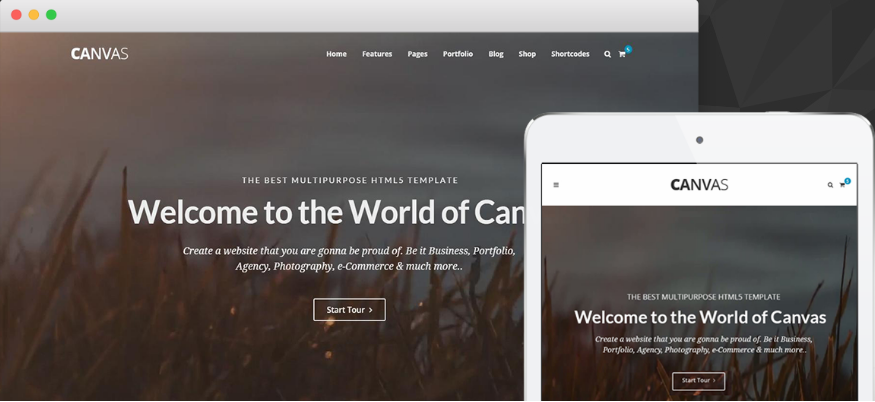 CANVAS
Home Features Pages Portfolio Blog Shop Shortcodes
THE BEST MULTIPURPOSE HTML5 TEMPLATE
Welcome to the World of Can
Create a website that you are gonna be proud of. Be it Business, Portfolio,
Agency, Photography, e-Commerce & much more..
Start Tour
CANVAS
THE BEST MULTIPURPOSE HTML5 TEMPLATE
Welcome to the World of Canvas
Create a website that you are gonna be proud of. Be it Business,
Portfolio, Agency, Photography, e-Commerce & much more..
Start Tour